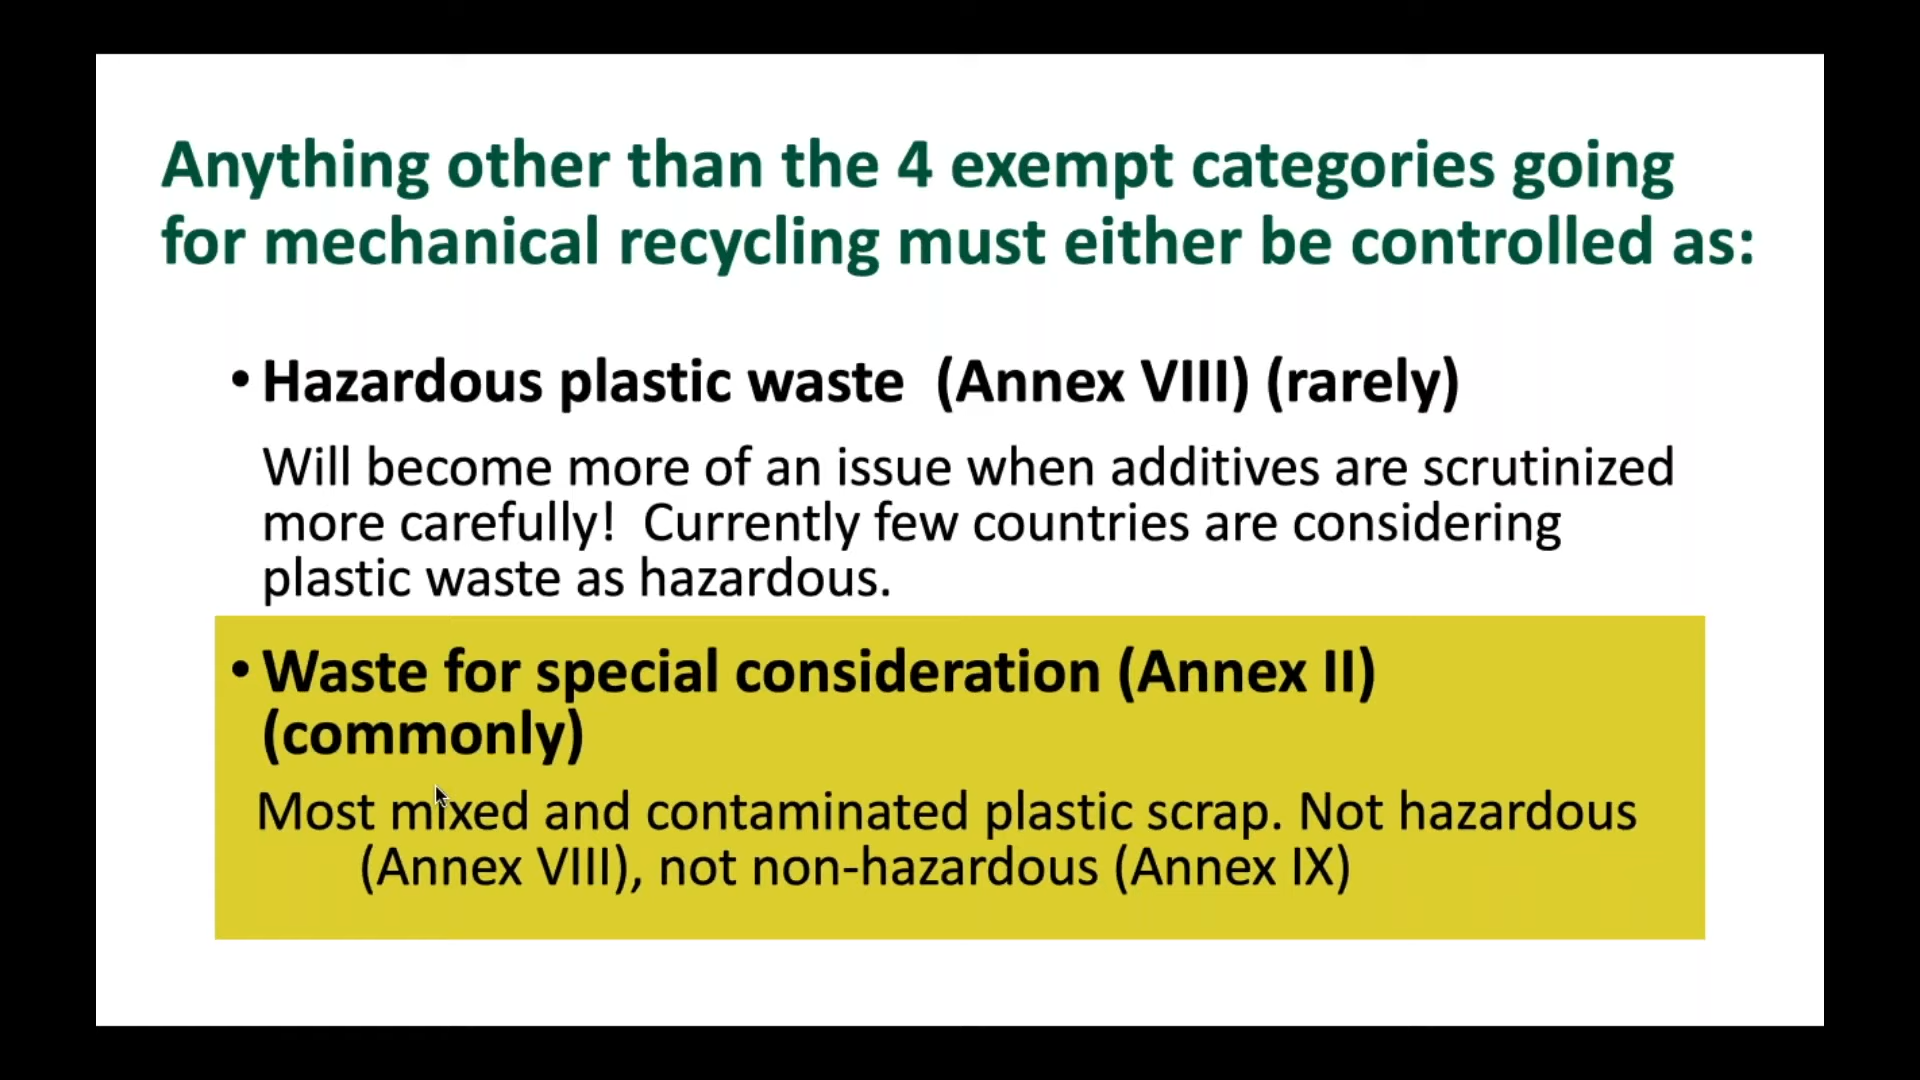 Anything other than the 4 exempt categories going
for mechanical recycling must either be controlled as:
• Hazardous plastic waste  (Annex VIII) (rarely)
Will become more of an issue when additives are scrutinized
more carefully!  Currently few countries are considering
plastic waste as hazardous.
• Waste for special consideration (Annex II)
(commonly)
Most mixed and contaminated plastic scrap. Not hazardous
(Annex VIII), not non-hazardous (Annex IX)